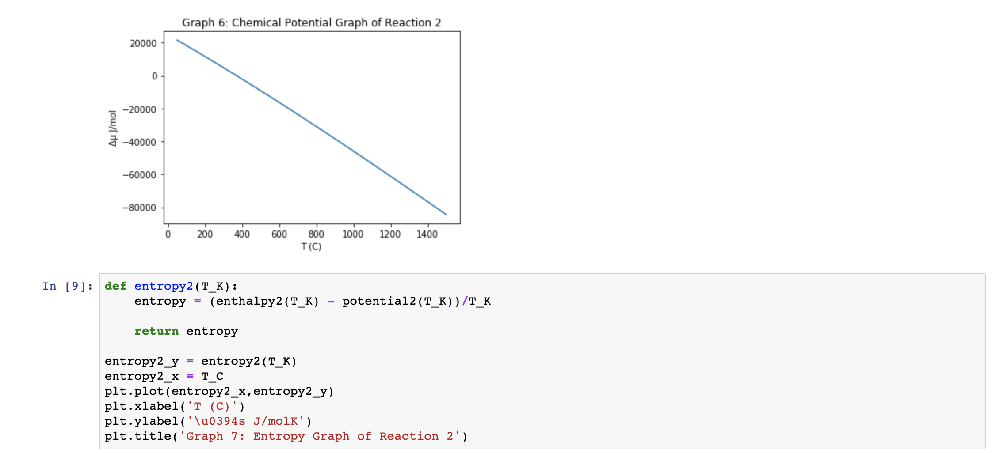 Graph 6: Chemical Potential Graph of Reaction 2
20000
0
−20000
−40000
−60000
−80000
Δμ J/mol
0 200 400 600 800 1000 1200 1400
T (C)
In [9]: def entropy2(T_K):
    entropy = (enthalpy2(T_K) - potential2(T_K))/T_K
    return entropy
entropy2_y = entropy2(T_K)
entropy2_x = T_C
plt.plot(entropy2_x,entropy2_y)
plt.xlabel('T (C)')
plt.ylabel('\u0394s J/molK')
plt.title('Graph 7: Entropy Graph of Reaction 2')